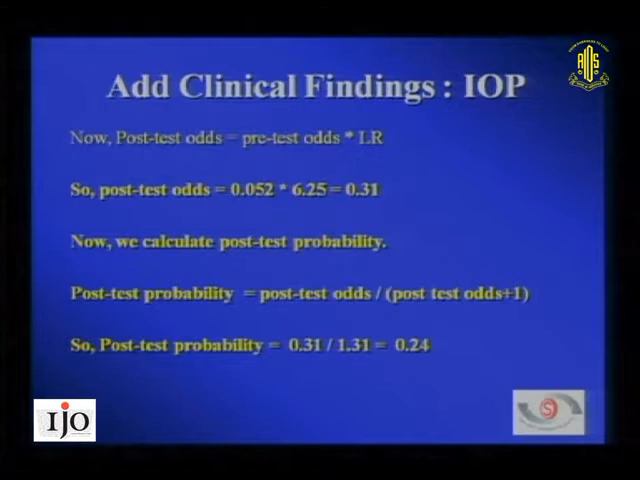 Add Clinical Findings : IOP
Now, Post-test odds = pre-test odds * LR
So, post-test odds = 0.052 * 6.25 = 0.31
Now, we calculate post-test probability.
Post-test probability = post-test odds / (post test odds+1)
So, Post-test probability = 0.31 / 1.31 = 0.24
IJO
S